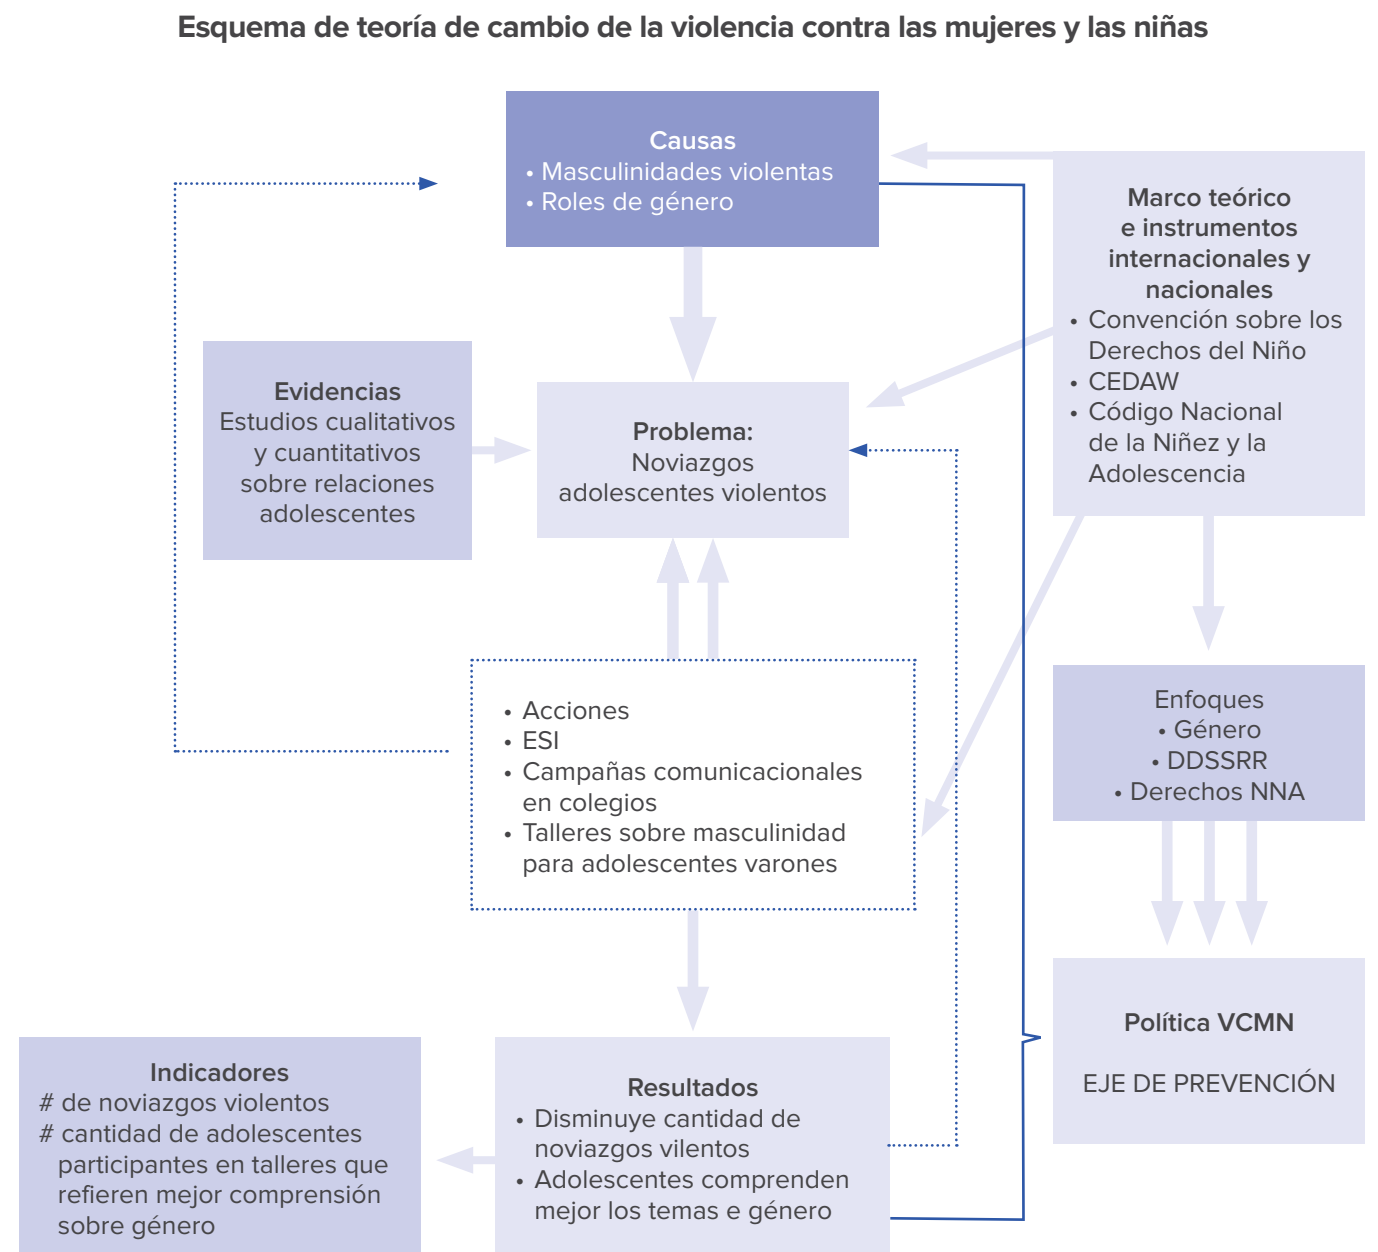 Esquema de teoría de cambio de la violencia contra las mujeres y las niñas
Causas
• Masculinidades violentas
• Roles de género
Marco teórico
e instrumentos
internacionales y
nacionales
• Convención sobre los
Derechos del Niño
• CEDAW
• Código Nacional
de la Niñez y la
Adolescencia
Evidencias
Estudios cualitativos
y cuantitativos
sobre relaciones
adolescentes
Problema:
Noviazgos
adolescentes violentos
• Acciones
• ESI
• Campañas comunicacionales
en colegios
• Talleres sobre masculinidad
para adolescentes varones
Enfoques
• Género
• DDSSRR
• Derechos NNA
Política VCMN
EJE DE PREVENCIÓN
Indicadores
# de noviazgos violentos
# cantidad de adolescentes
participantes en talleres que
refieren mejor comprensión
sobre género
Resultados
• Disminuye cantidad de
noviazgos vilentos
• Adolescentes comprenden
mejor los temas e género